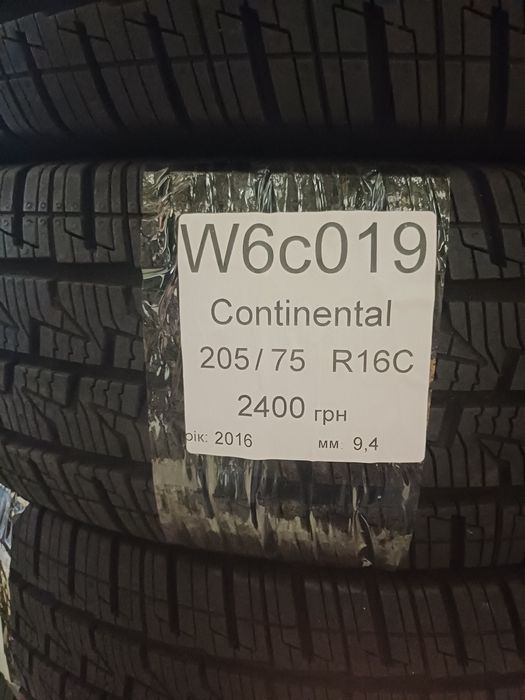 W6c019
Continental
205/75 R16C
2400 грн
рік: 2016 мм 9,4